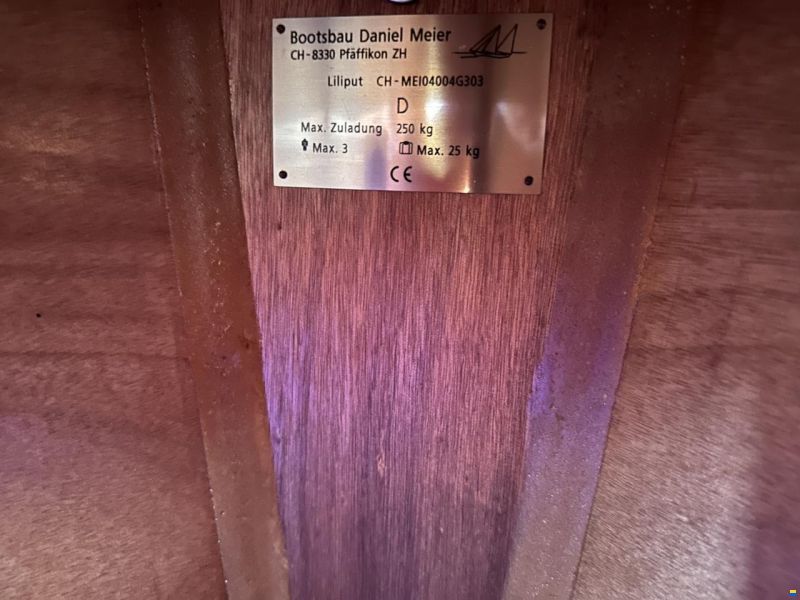 Bootsbau Daniel Meier
CH-8330 Pfäffikon ZH
Liliput CH-MEI04004G303
D
Max. Zuladung 250 kg
Max. 3 Max. 25 kg
CE